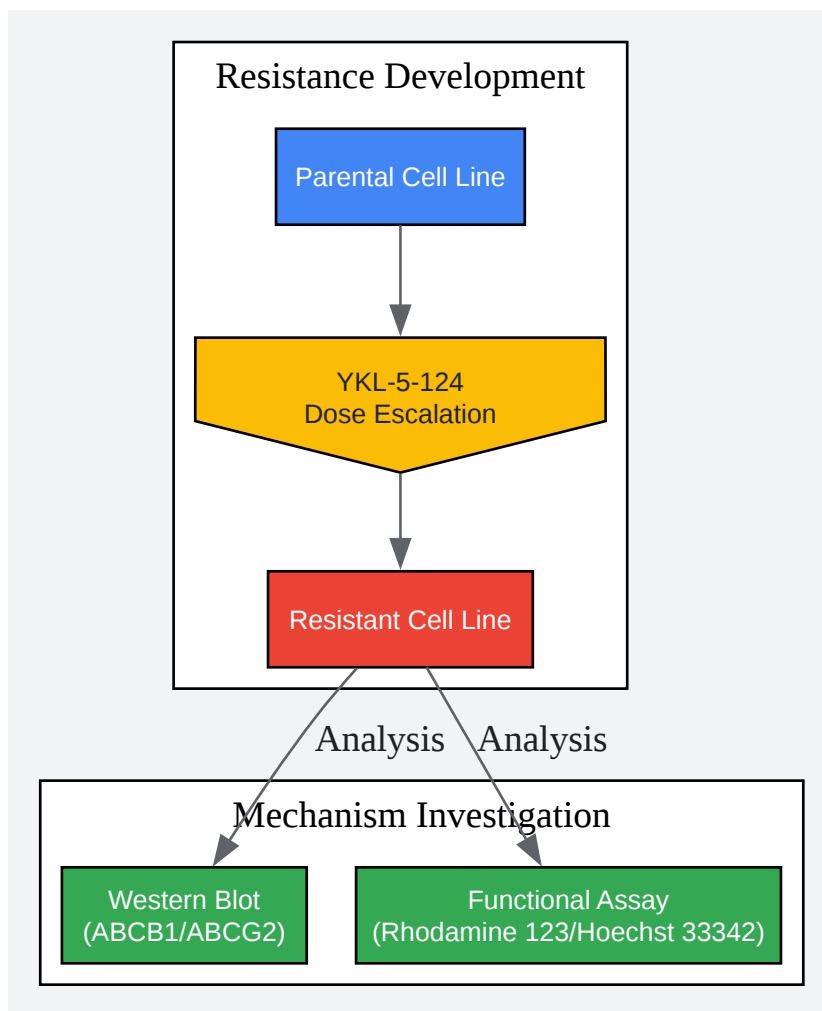 Resistance Development
Parental Cell Line
YKL-5-124
Dose Escalation
Resistant Cell Line
Analysis
Analysis
Mechanism Investigation
Western Blot
(ABCB1/ABCG2)
Functional Assay
(Rhodamine 123/Hoechst 33342)